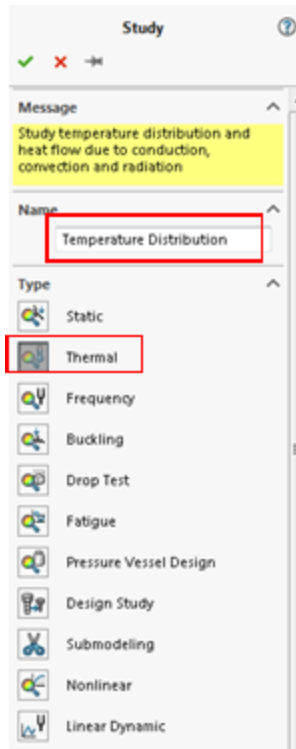 Study
Message
Study temperature distribution and
heat flow due to conduction,
convection and radiation
Name
Temperature Distribution
Type
Static
Thermal
Frequency
Buckling
Drop Test
Fatigue
Pressure Vessel Design
Design Study
Submodeling
Nonlinear
Linear Dynamic